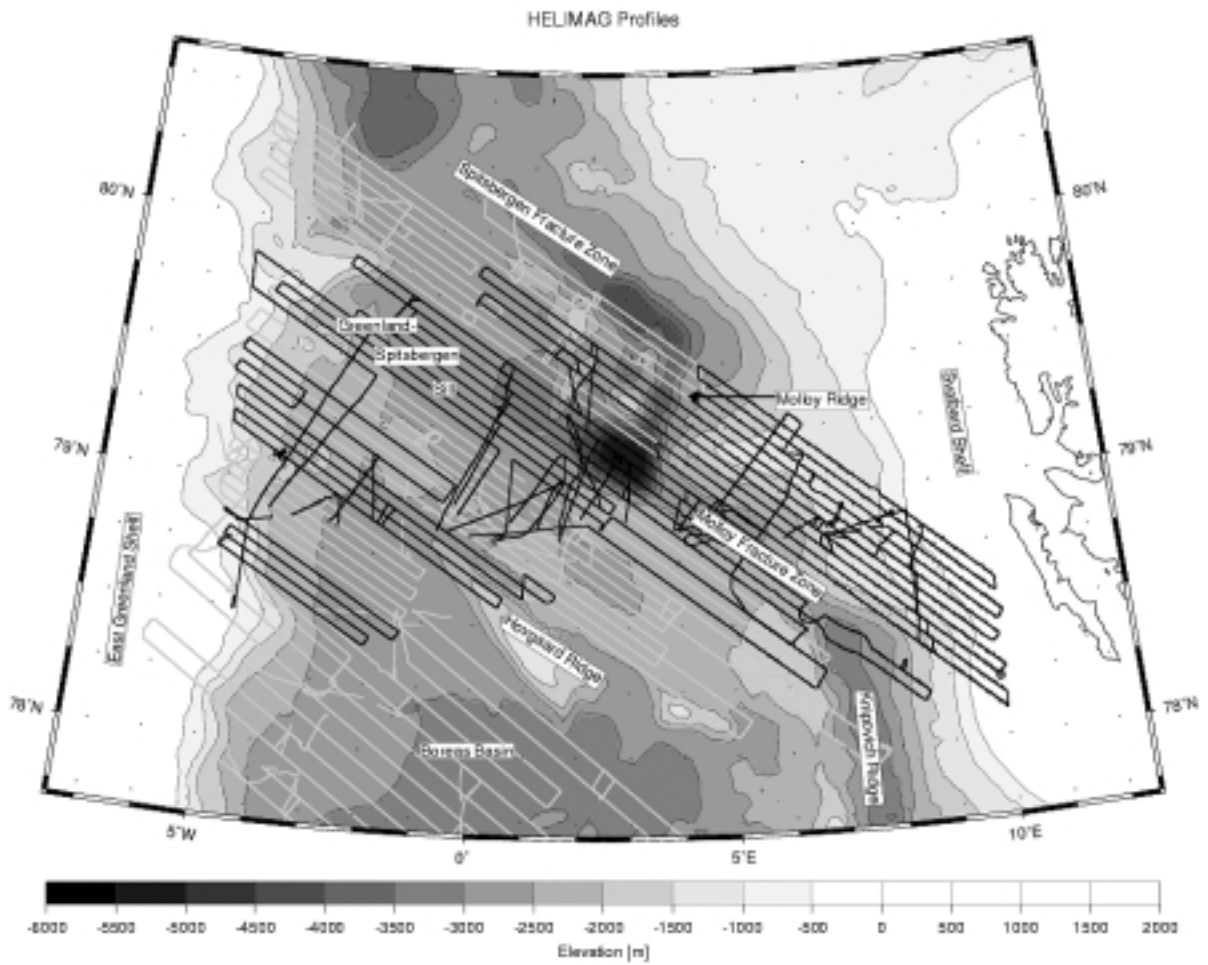 HELIMAG Profiles
80°N
80°N
Spitsbergen Fracture Zone
Greenland-
Spitsbergen
Sill
Molloy Ridge
Svalbard Shelf
79°N
79°N
Molloy Fracture Zone
East Greenland Shelf
Hovgaard Ridge
78°N
78°N
Knipovich Ridge
Boreas Basin
5°W
0°
5°E
10°E
-6000 -5500 -5000 -4500 -4000 -3500 -3000 -2500 -2000 -1500 -1000 -500 0 500 1000 1500 2000
Elevation [m]